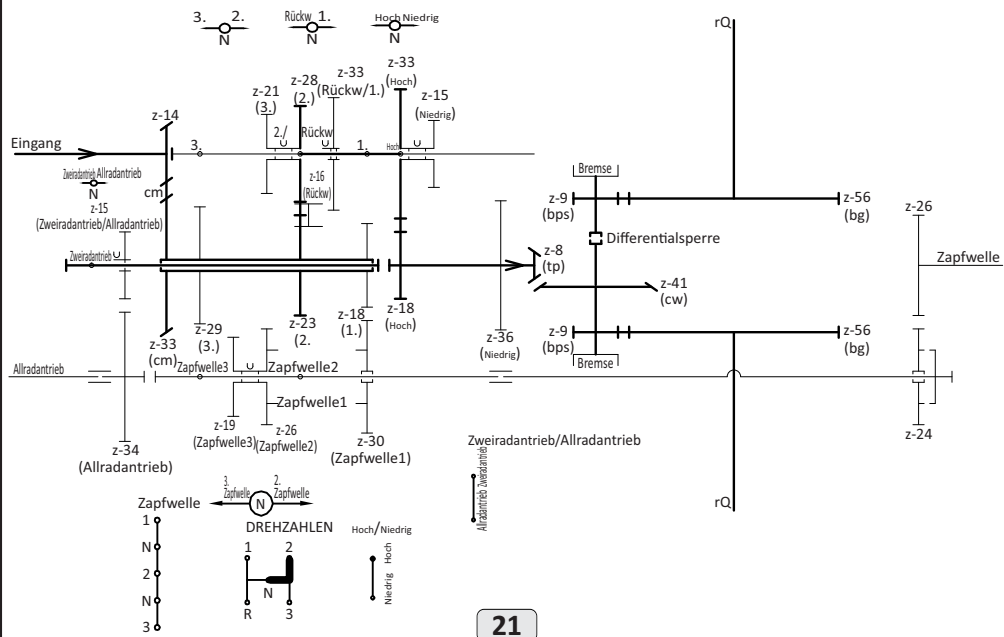 3. 2.
N
Rückw 1.
N
Hoch Niedrig
N
rQ
z-14
z-21
(3.)
z-28
(2.)
z-33
(Rückw/1.)
z-33
(Hoch)
z-15
(Niedrig)
Eingang
3.
2./
Rückw
1.
Hoch
Zweiradantrieb Allradantrieb
N
cm
z-16
(Rückw)
z-15
(Zweiradantrieb/Allradantrieb)
Zweiradantrieb
Bremse
z-9
(bps)
z-56
(bg)
z-26
Differentialsperre
z-8
(tp)
Zapfwelle
z-41
(cw)
z-33
(cm)
z-29
(3.)
z-23
(2.
z-18
(1.)
z-18
(Hoch)
z-36
(Niedrig)
z-9
(bps)
z-56
(bg)
Bremse
Allradantrieb
Zapfwelle3
Zapfwelle2
Zapfwelle1
z-34
(Allradantrieb)
z-19
(Zapfwelle3)
z-26
(Zapfwelle2)
z-30
(Zapfwelle1)
z-24
Zweiradantrieb/Allradantrieb
Allradantrieb Zweiradantrieb
rQ
Zapfwelle
1
N
2
N
3
3.
Zapfwelle
N
2.
Zapfwelle
DREHZAHLEN
1 2
N
R 3
Hoch/Niedrig
Niedrig Hoch
21